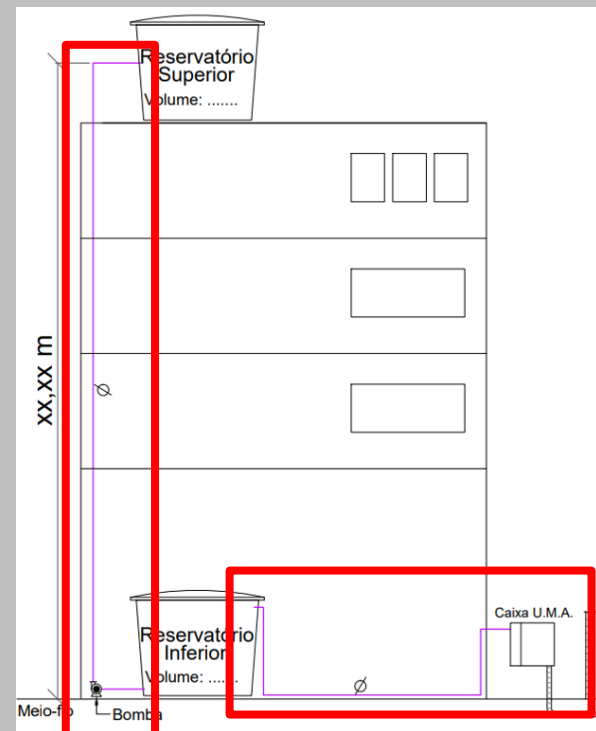 Reservatório
Superior
Volume: .......
xx,xx m
Ø
Caixa U.M.A.
Reservatório
Inferior
Volume: .......
Ø
Meio-fio
Bomba